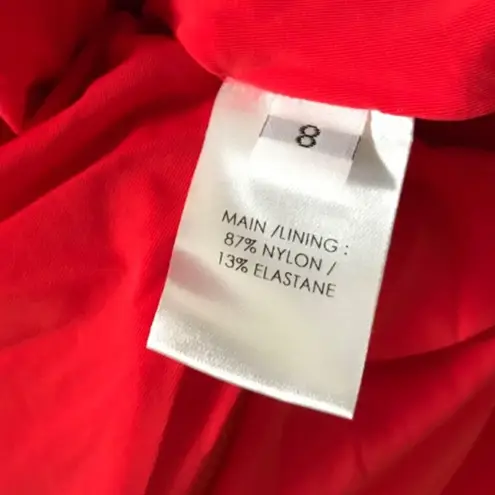 8
MAIN /LINING :
87% NYLON /
13% ELASTANE